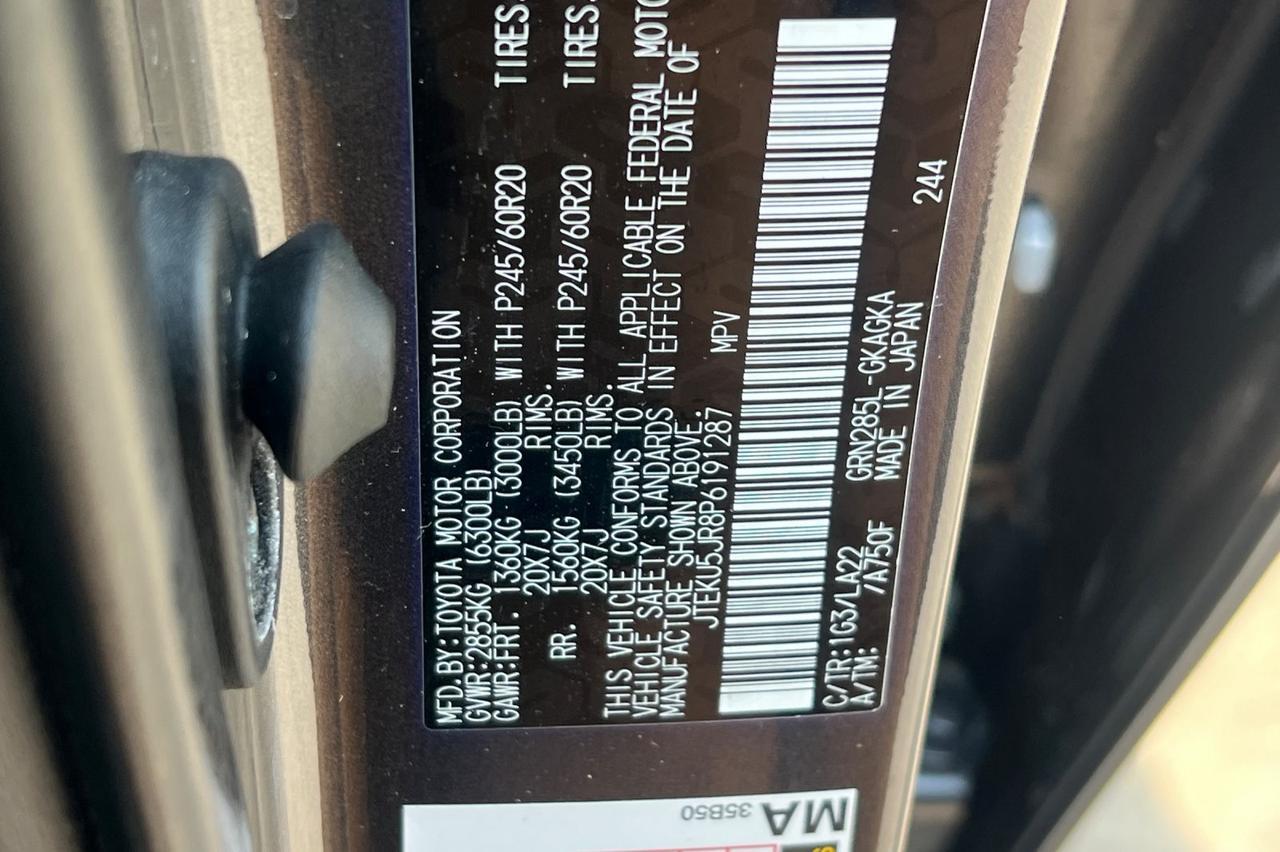 MFD.BY:TOYOTA MOTOR CORPORATION
GVWR:2855KG (6300LB)
GAWR:FRT. 1360KG (3000LB) WITH P245/60R20 TIRES,
20X7J RIMS.
RR. 1560KG (3450LB) WITH P245/60R20 TIRES,
20X7J RIMS.
THIS VEHICLE CONFORMS TO ALL APPLICABLE FEDERAL
VEHICLE SAFETY STANDARDS IN EFFECT ON THE DATE OF
MANUFACTURE SHOWN ABOVE.
JTEKU5JR8P6191287 MPV
C/TR:1G3/LA22 GRN285L-GKAGKA 244
A/TM: /A750F MADE IN JAPAN
MA
35B50